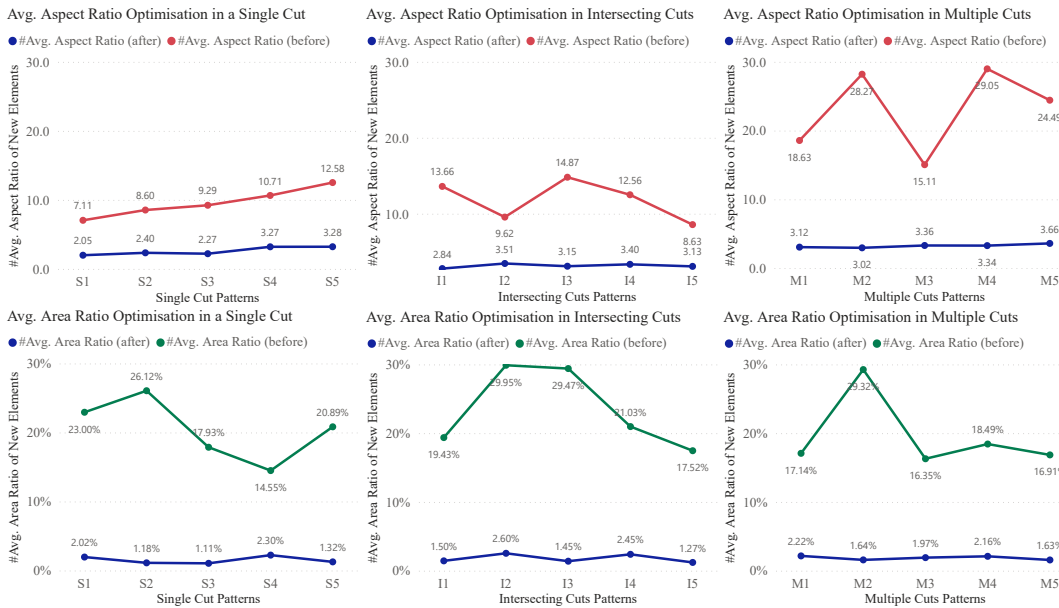 Avg. Aspect Ratio Optimisation in a Single Cut
#Avg. Aspect Ratio (after) #Avg. Aspect Ratio (before)
#Avg. Aspect Ratio of New Elements
30.0
20.0
10.0
0.0
7.11 8.60 9.29 10.71 12.58
2.05 2.40 2.27 3.27 3.28
S1 S2 S3 S4 S5
Single Cut Patterns
Avg. Aspect Ratio Optimisation in Intersecting Cuts
#Avg. Aspect Ratio (after) #Avg. Aspect Ratio (before)
#Avg. Aspect Ratio of New Elements
30.0
20.0
10.0
13.66 9.62 14.87 12.56 8.63
2.84 3.51 3.15 3.40 3.13
I1 I2 I3 I4 I5
Intersecting Cuts Patterns
Avg. Aspect Ratio Optimisation in Multiple Cuts
#Avg. Aspect Ratio (after) #Avg. Aspect Ratio (before)
#Avg. Aspect Ratio of New Elements
30.0
20.0
10.0
0.0
18.63 28.27 15.11 29.05 24.49
3.12 3.02 3.36 3.34 3.66
M1 M2 M3 M4 M5
Multiple Cuts Patterns
Avg. Area Ratio Optimisation in a Single Cut
#Avg. Area Ratio (after) #Avg. Area Ratio (before)
#Avg. Area Ratio of New Elements
30%
20%
10%
0%
23.00% 26.12% 17.93% 14.55% 20.89%
2.02% 1.18% 1.11% 2.30% 1.32%
S1 S2 S3 S4 S5
Single Cut Patterns
Avg. Area Ratio Optimisation in Intersecting Cuts
#Avg. Area Ratio (after) #Avg. Area Ratio (before)
#Avg. Area Ratio of New Elements
30%
20%
10%
0%
19.43% 29.95% 29.47% 21.03% 17.52%
1.50% 2.60% 1.45% 2.45% 1.27%
I1 I2 I3 I4 I5
Intersecting Cuts Patterns
Avg. Area Ratio Optimisation in Multiple Cuts
#Avg. Area Ratio (after) #Avg. Area Ratio (before)
#Avg. Area Ratio of New Elements
30%
20%
10%
0%
17.14% 29.32% 16.35% 18.49% 16.91%
2.22% 1.64% 1.97% 2.16% 1.63%
M1 M2 M3 M4 M5
Multiple Cuts Patterns